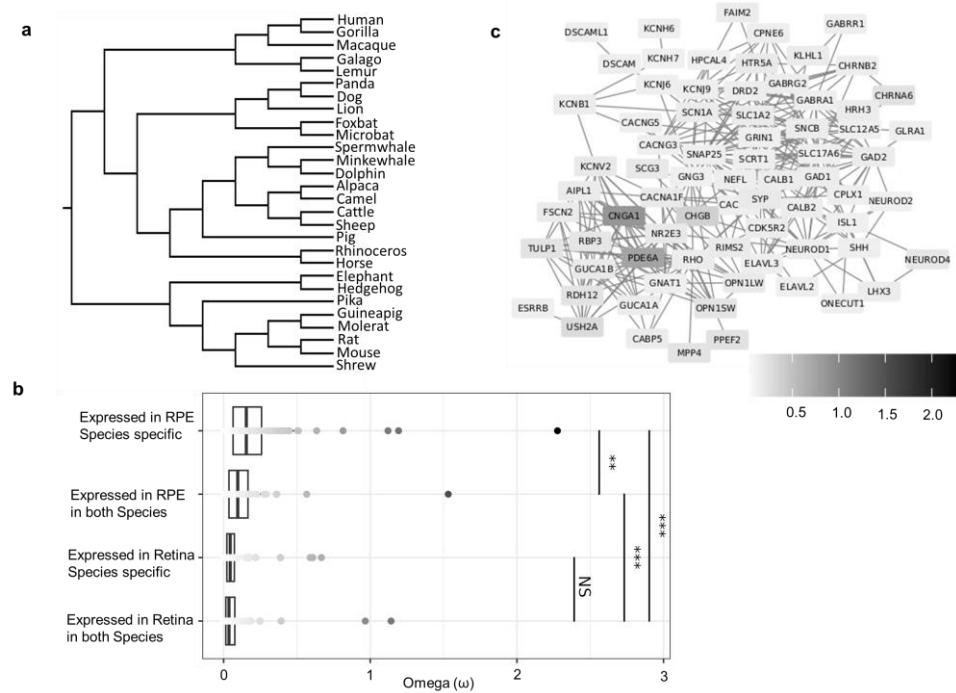 a
Human
Gorilla
Macaque
Galago
Lemur
Panda
Dog
Lion
Foxbat
Microbat
Spermwhale
Minkewhale
Dolphin
Alpaca
Camel
Cattle
Sheep
Pig
Rhinoceros
Horse
Elephant
Hedgehog
Pika
Guineapig
Molerat
Rat
Mouse
Shrew
c
FAIM2
GABRR1
DSCAML1
KCNH6
CPNE6
DSCAM
KCNH7
HPCAL4
HTR5A
KLHL1
CHRNB2
KCNJ6
KCNJ9
DRD2
GABRG2
CHRNA6
KCNB1
SCN1A
SLC1A2
GABRA1
HRH3
CACNG5
GRIN1
SNCB
SLC12A5
GLRA1
CACNG3
SNAP25
SCRT1
SLC17A6
GAD2
KCNV2
SCG3
GNG3
NEFL
CALB1
GAD1
AIPL1
CACNA1F
CAC
SYP
CPLX1
NEUROD2
FSCN2
CNGA1
CHGB
CALB2
CDK5R2
ISL1
TULP1
RBP3
NR2E3
RIMS2
NEUROD1
SHH
NEUROD4
PDE6A
RHO
ELAVL3
GUCA1B
GNAT1
OPN1LW
ELAVL2
LHX3
RDH12
GUCA1A
OPN1SW
ONECUT1
ESRRB
USH2A
CABP5
PPEF2
MPP4
0.5 1.0 1.5 2.0
b
Expressed in RPE
Species specific
Expressed in RPE
in both Species
Expressed in Retina
Species specific
Expressed in Retina
in both Species
**
***
***
NS
0 1 2 3
Omega (ω)